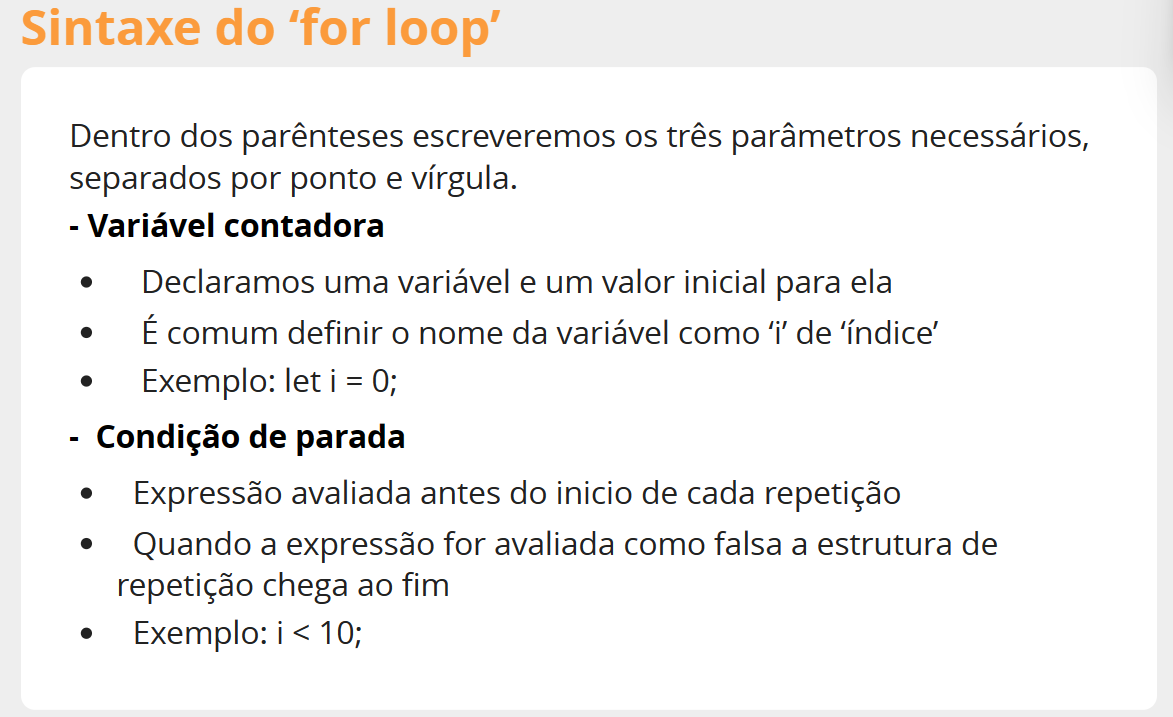 Sintaxe do ‘for loop’
Dentro dos parênteses escreveremos os três parâmetros necessários,
separados por ponto e vírgula.
- Variável contadora
• Declaramos uma variável e um valor inicial para ela
• É comum definir o nome da variável como ‘i’ de ‘índice’
• Exemplo: let i = 0;
- Condição de parada
• Expressão avaliada antes do inicio de cada repetição
• Quando a expressão for avaliada como falsa a estrutura de
repetição chega ao fim
• Exemplo: i < 10;